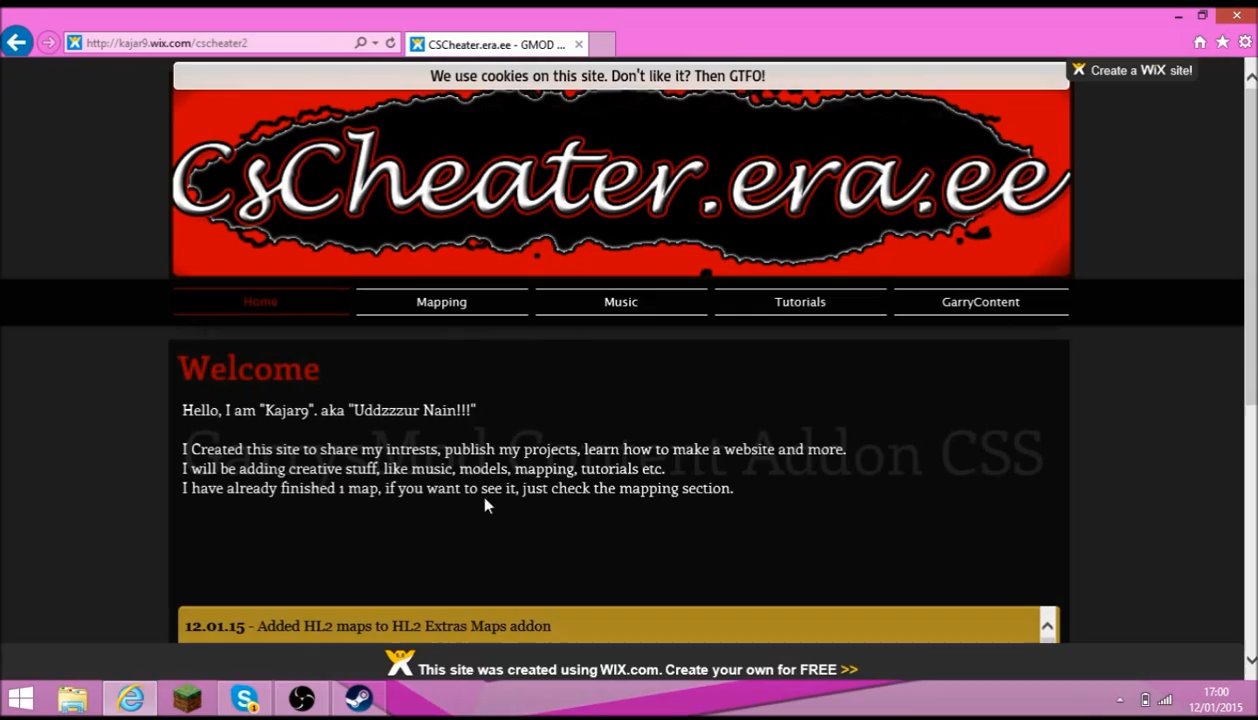 http://kajar9.wix.com/cscheater2
CSCheater.era.ee - GMOD ...
We use cookies on this site. Don't like it? Then GTFO!
Create a WiX site!
CsCheater.era.ee
Home
Mapping
Music
Tutorials
GarryContent
Welcome
Hello, I am "Kajar9". aka "Uddzzzur Nain!!!"
GarrysMod Content Addon CSS
I Created this site to share my intrests, publish my projects, learn how to make a website and more.
I will be adding creative stuff, like music, models, mapping, tutorials etc.
I have already finished 1 map, if you want to see it, just check the mapping section.
12.01.15 - Added HL2 maps to HL2 Extras Maps addon
This site was created using WIX.com. Create your own for FREE >>
17:00
12/01/2015